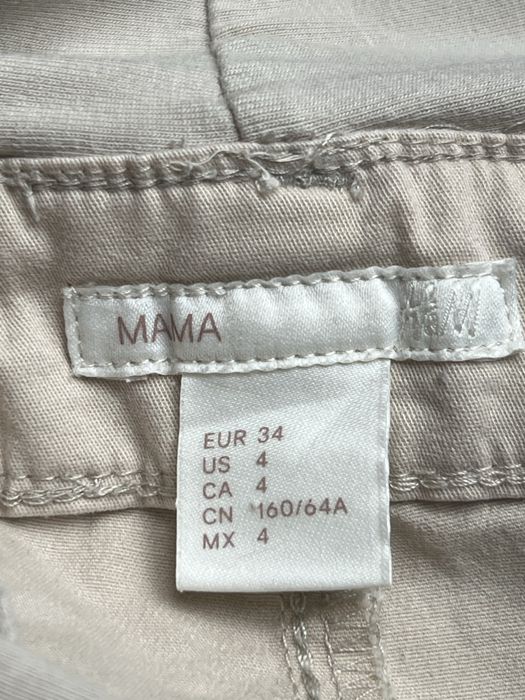 MAMA H&M
EUR 34
US 4
CA 4
CN 160/64A
MX 4